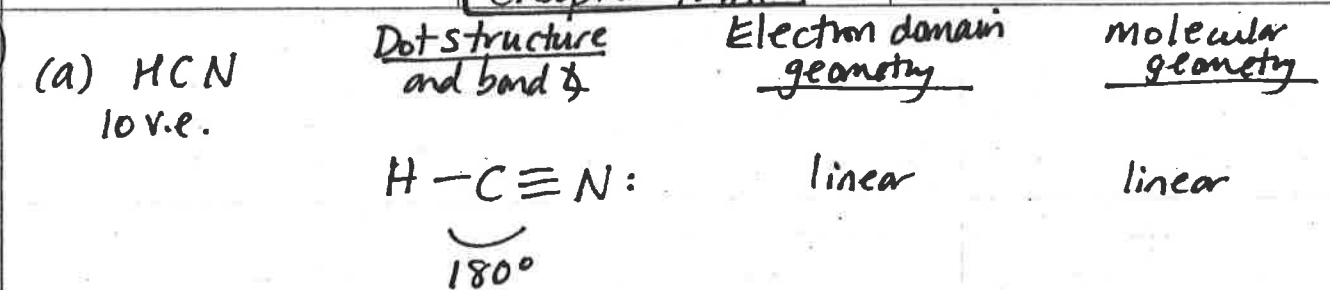 (a) HCN
10 v.e.
Dot structure
and bond ∡
Electron domain
geometry
Molecular
geometry
H–C≡N:
linear
linear
180°